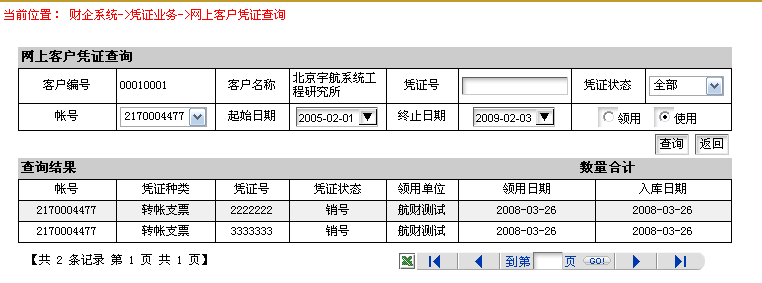 当前位置： 财企系统->凭证业务->网上客户凭证查询
网上客户凭证查询
客户编号 00010001 客户名称 北京宇航系统工程研究所 凭证号 凭证状态 全部
帐号 2170004477 起始日期 2005-02-01 终止日期 2009-02-03 领用 使用
查询 返回
查询结果 数量合计
帐号 凭证种类 凭证号 凭证状态 领用单位 领用日期 入库日期
2170004477 转帐支票 2222222 销号 航财测试 2008-03-26 2008-03-26
2170004477 转帐支票 3333333 销号 航财测试 2008-03-26 2008-03-26
【共 2 条记录 第 1 页 共 1 页】 到第 页 GO!